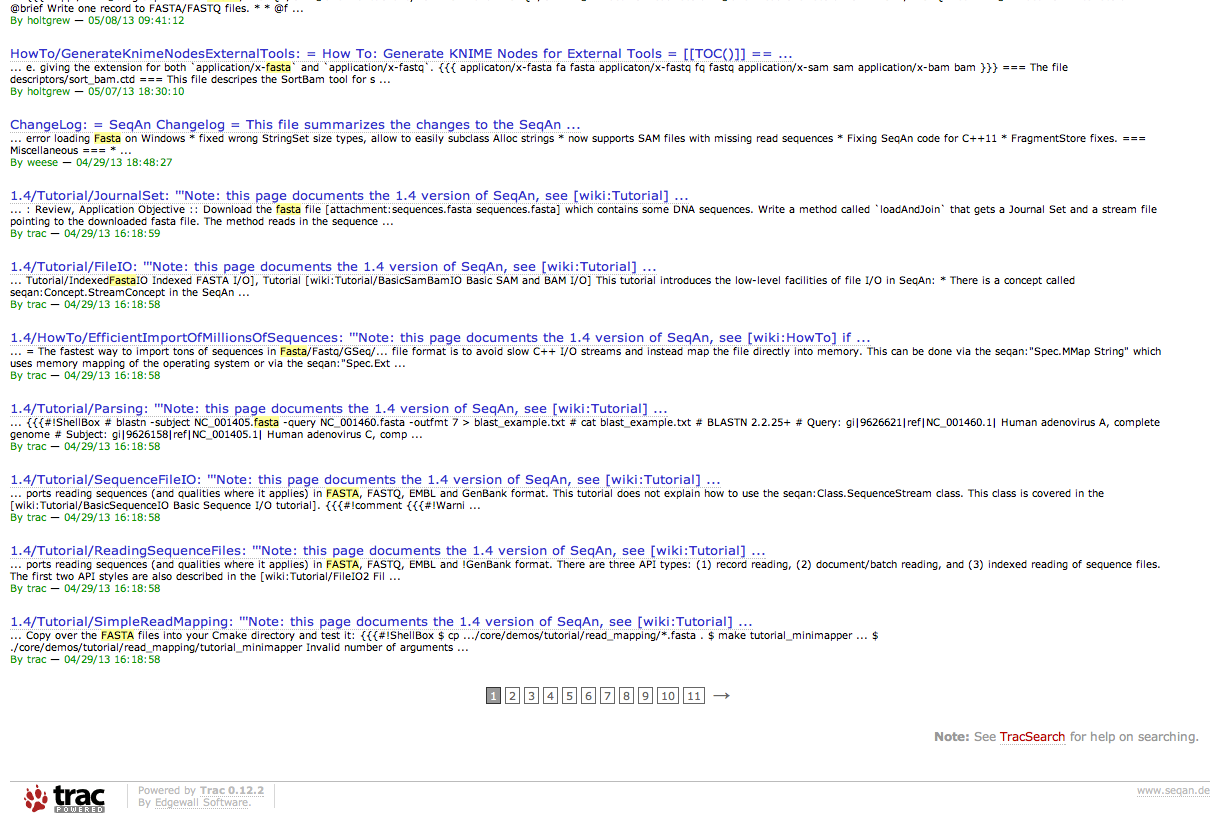 @brief Write one record to FASTA/FASTQ files. * * @f ...
By holtgrew — 05/08/13 09:41:12
HowTo/GenerateKnimeNodesExternalTools: = How To: Generate KNIME Nodes for External Tools = [[TOC()]] == ...
... e. giving the extension for both `application/x-fasta` and `application/x-fastq`. {{{ applicaton/x-fasta fa fasta applicaton/x-fastq fq fastq application/x-sam sam application/x-bam bam }}} === The file
descriptors/sort_bam.ctd === This file descripes the SortBam tool for s ...
By holtgrew — 05/07/13 18:30:10
ChangeLog: = SeqAn Changelog = This file summarizes the changes to the SeqAn ...
... error loading Fasta on Windows * fixed wrong StringSet size types, allow to easily subclass Alloc strings * now supports SAM files with missing read sequences * Fixing SeqAn code for C++11 * FragmentStore fixes. ===
Miscellaneous === * ...
By weese — 04/29/13 18:48:27
1.4/Tutorial/JournalSet: '''Note: this page documents the 1.4 version of SeqAn, see [wiki:Tutorial] ...
... : Review, Application Objective :: Download the fasta file [attachment:sequences.fasta sequences.fasta] which contains some DNA sequences. Write a method called `loadAndJoin` that gets a Journal Set and a stream file
pointing to the downloaded fasta file. The method reads in the sequence ...
By trac — 04/29/13 16:18:59
1.4/Tutorial/FileIO: '''Note: this page documents the 1.4 version of SeqAn, see [wiki:Tutorial] ...
... Tutorial/IndexedFastaIO Indexed FASTA I/O], Tutorial [wiki:Tutorial/BasicSamBamIO Basic SAM and BAM I/O] This tutorial introduces the low-level facilities of file I/O in SeqAn: * There is a concept called
seqan:Concept.StreamConcept in the SeqAn ...
By trac — 04/29/13 16:18:58
1.4/HowTo/EfficientImportOfMillionsOfSequences: '''Note: this page documents the 1.4 version of SeqAn, see [wiki:HowTo] if ...
... = The fastest way to import tons of sequences in Fasta/Fastq/GSeq/... file format is to avoid slow C++ I/O streams and instead map the file directly into memory. This can be done via the seqan:"Spec.MMap String" which
uses memory mapping of the operating system or via the seqan:"Spec.Ext ...
By trac — 04/29/13 16:18:58
1.4/Tutorial/Parsing: '''Note: this page documents the 1.4 version of SeqAn, see [wiki:Tutorial] ...
... {{{#!ShellBox # blastn -subject NC_001405.fasta -query NC_001460.fasta -outfmt 7 > blast_example.txt # cat blast_example.txt # BLASTN 2.2.25+ # Query: gi|9626621|ref|NC_001460.1| Human adenovirus A, complete
genome # Subject: gi|9626158|ref|NC_001405.1| Human adenovirus C, comp ...
By trac — 04/29/13 16:18:58
1.4/Tutorial/SequenceFileIO: '''Note: this page documents the 1.4 version of SeqAn, see [wiki:Tutorial] ...
... ports reading sequences (and qualities where it applies) in FASTA, FASTQ, EMBL and GenBank format. This tutorial does not explain how to use the seqan:Class.SequenceStream class. This class is covered in the
[wiki:Tutorial/BasicSequenceIO Basic Sequence I/O tutorial]. {{{#!comment {{{#!Warni ...
By trac — 04/29/13 16:18:58
1.4/Tutorial/ReadingSequenceFiles: '''Note: this page documents the 1.4 version of SeqAn, see [wiki:Tutorial] ...
... ports reading sequences (and qualities where it applies) in FASTA, FASTQ, EMBL and !GenBank format. There are three API types: (1) record reading, (2) document/batch reading, and (3) indexed reading of sequence files.
The first two API styles are also described in the [wiki:Tutorial/FileIO2 Fil ...
By trac — 04/29/13 16:18:58
1.4/Tutorial/SimpleReadMapping: '''Note: this page documents the 1.4 version of SeqAn, see [wiki:Tutorial] ...
... Copy over the FASTA files into your Cmake directory and test it: {{{#!ShellBox $ cp .../core/demos/tutorial/read_mapping/*.fasta . $ make tutorial_minimapper ... $
./core/demos/tutorial/read_mapping/tutorial_minimapper Invalid number of arguments ...
By trac — 04/29/13 16:18:58
1 2 3 4 5 6 7 8 9 10 11 →
Note: See TracSearch for help on searching.
trac POWERED
Powered by Trac 0.12.2
By Edgewall Software.
www.seqan.de